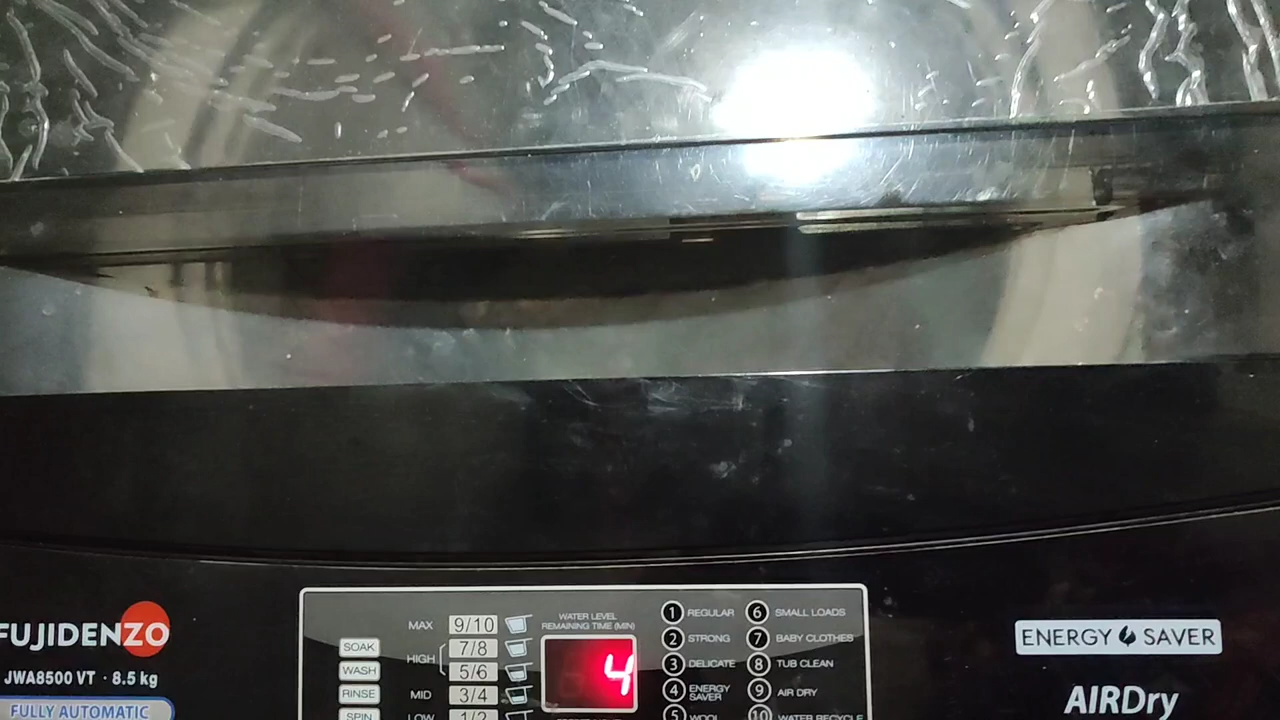 FUJIDENZO
JWA8500 VT · 8.5 kg
FULLY AUTOMATIC
SOAK
WASH
RINSE
SPIN
MAX 9/10
HIGH 7/8
5/6
MID 3/4
LOW 1/2
WATER LEVEL
REMAINING TIME (MIN)
4
1 REGULAR
2 STRONG
3 DELICATE
4 ENERGY SAVER
5 WOOL
6 SMALL LOADS
7 BABY CLOTHES
8 TUB CLEAN
9 AIR DRY
10 WATER RECYCLE
ENERGY SAVER
AIRDry